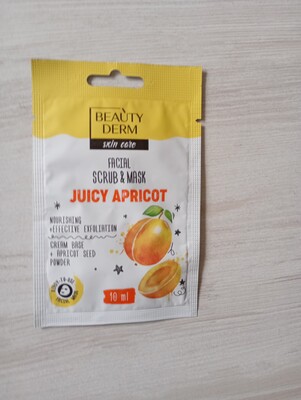 BEAUTY
DERM
skin care
FACIAL
SCRUB & MASK
JUICY APRICOT
NOURISHING
+EFFECTIVE EXFOLIATION
CREAM BASE
+ APRICOT SEED
POWDER
10 ml